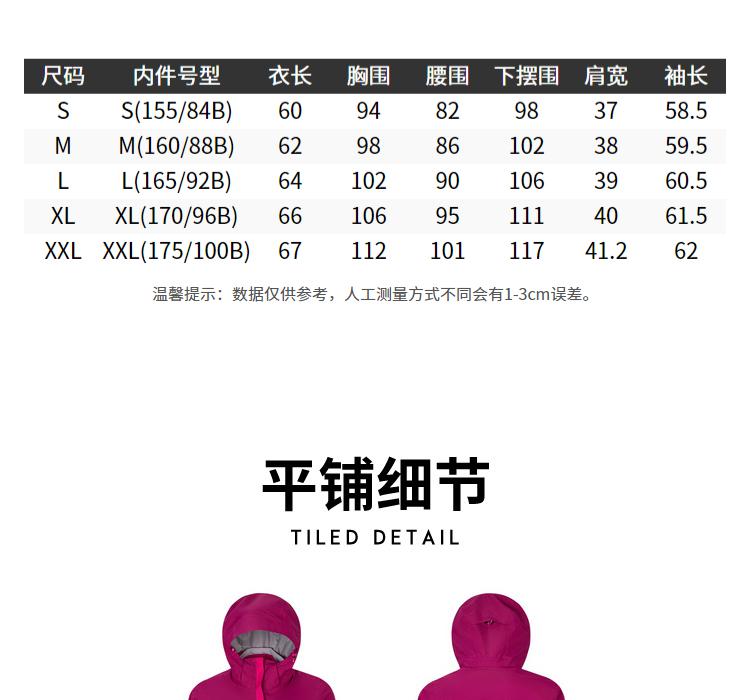 尺码 内件号型 衣长 胸围 腰围 下摆围 肩宽 袖长
S S(155/84B) 60 94 82 98 37 58.5
M M(160/88B) 62 98 86 102 38 59.5
L L(165/92B) 64 102 90 106 39 60.5
XL XL(170/96B) 66 106 95 111 40 61.5
XXL XXL(175/100B) 67 112 101 117 41.2 62
温馨提示：数据仅供参考，人工测量方式不同会有1-3cm误差。
平铺细节
TILED DETAIL